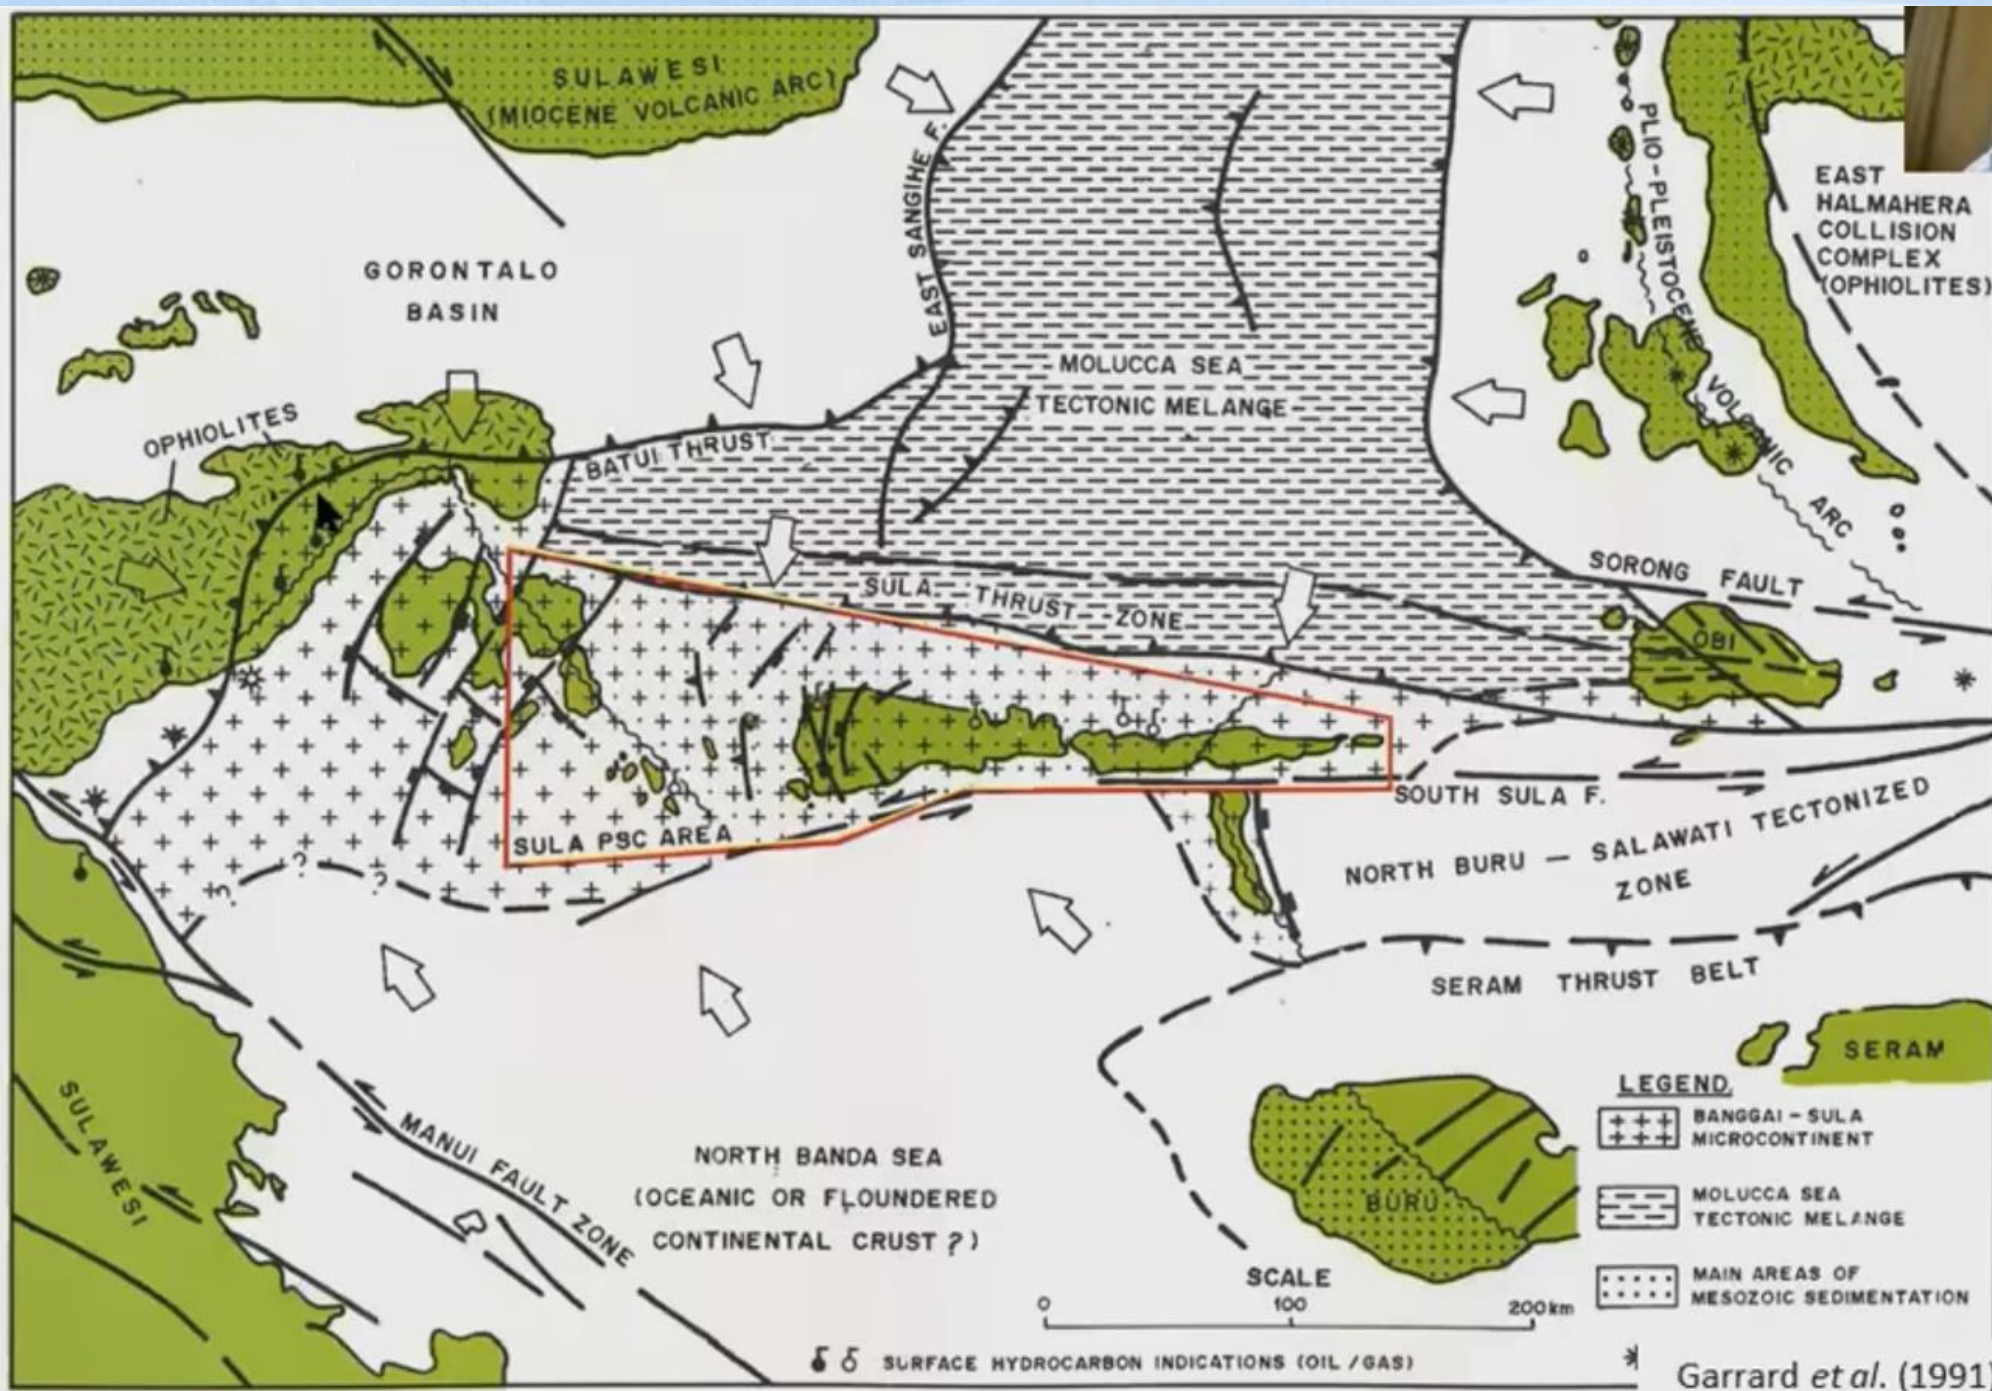 SULAWESI
(MIOCENE VOLCANIC ARC)
EAST SANGIHE F.
PLIO-PLEISTOCENE
VOLCANIC ARC
EAST
HALMAHERA
COLLISION
COMPLEX
(OPHIOLITES)
GORONTALO
BASIN
MOLUCCA SEA
TECTONIC MELANGE
OPHIOLITES
BATUI THRUST
SULA THRUST ZONE
SORONG FAULT
OBI
SULA PSC AREA
SOUTH SULA F.
NORTH BURU — SALAWATI TECTONIZED
ZONE
SERAM THRUST BELT
SERAM
SULAWESI
MANUI FAULT ZONE
NORTH BANDA SEA
(OCEANIC OR FLOUNDERED
CONTINENTAL CRUST ?)
BURU
? ? ?
LEGEND
BANGGAI – SULA
MICROCONTINENT
MOLUCCA SEA
TECTONIC MELANGE
MAIN AREAS OF
MESOZOIC SEDIMENTATION
SCALE
0 100 200km
SURFACE HYDROCARBON INDICATIONS (OIL /GAS)
Garrard et al. (1991)